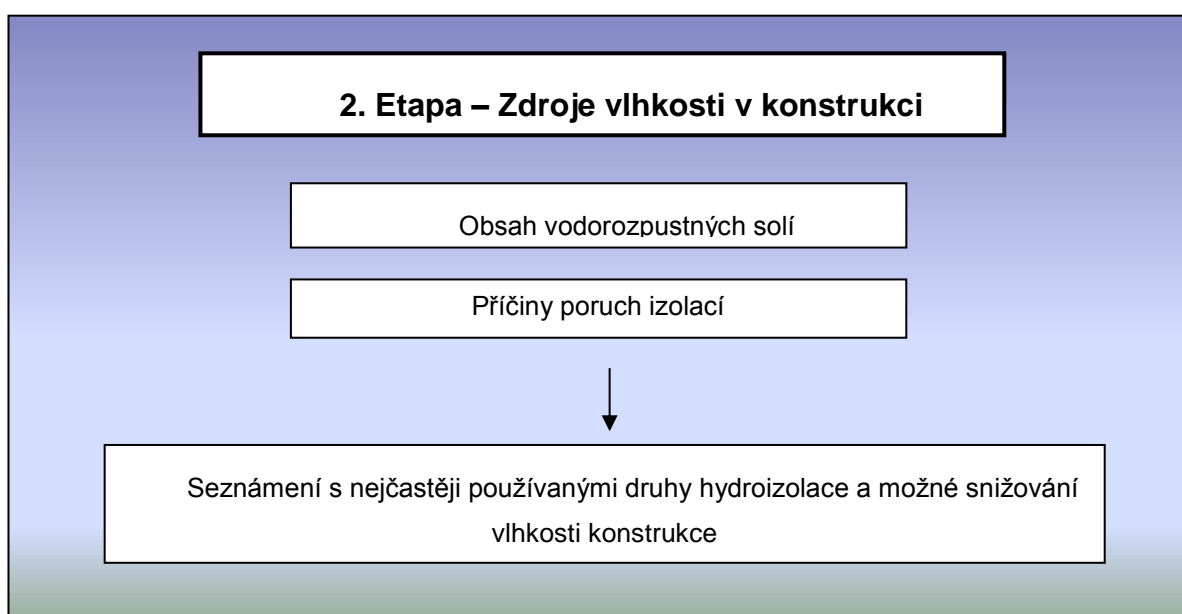 2. Etapa – Zdroje vlhkosti v konstrukci
Obsah vodorozpustných solí
Příčiny poruch izolací
Seznámení s nejčastěji používanými druhy hydroizolace a možné snižování
vlhkosti konstrukce